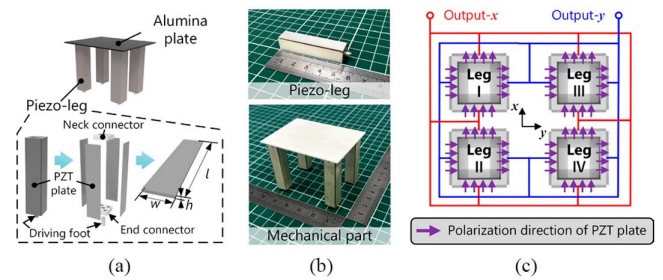 (a)
Alumina
plate
Piezo-leg
Neck connector
PZT
plate
l
w
h
Driving foot
End connector
(b)
Piezo-leg
Mechanical part
(c)
Output-x
Output-y
Leg
I
Leg
III
x
y
Leg
II
Leg
IV
Polarization direction of PZT plate